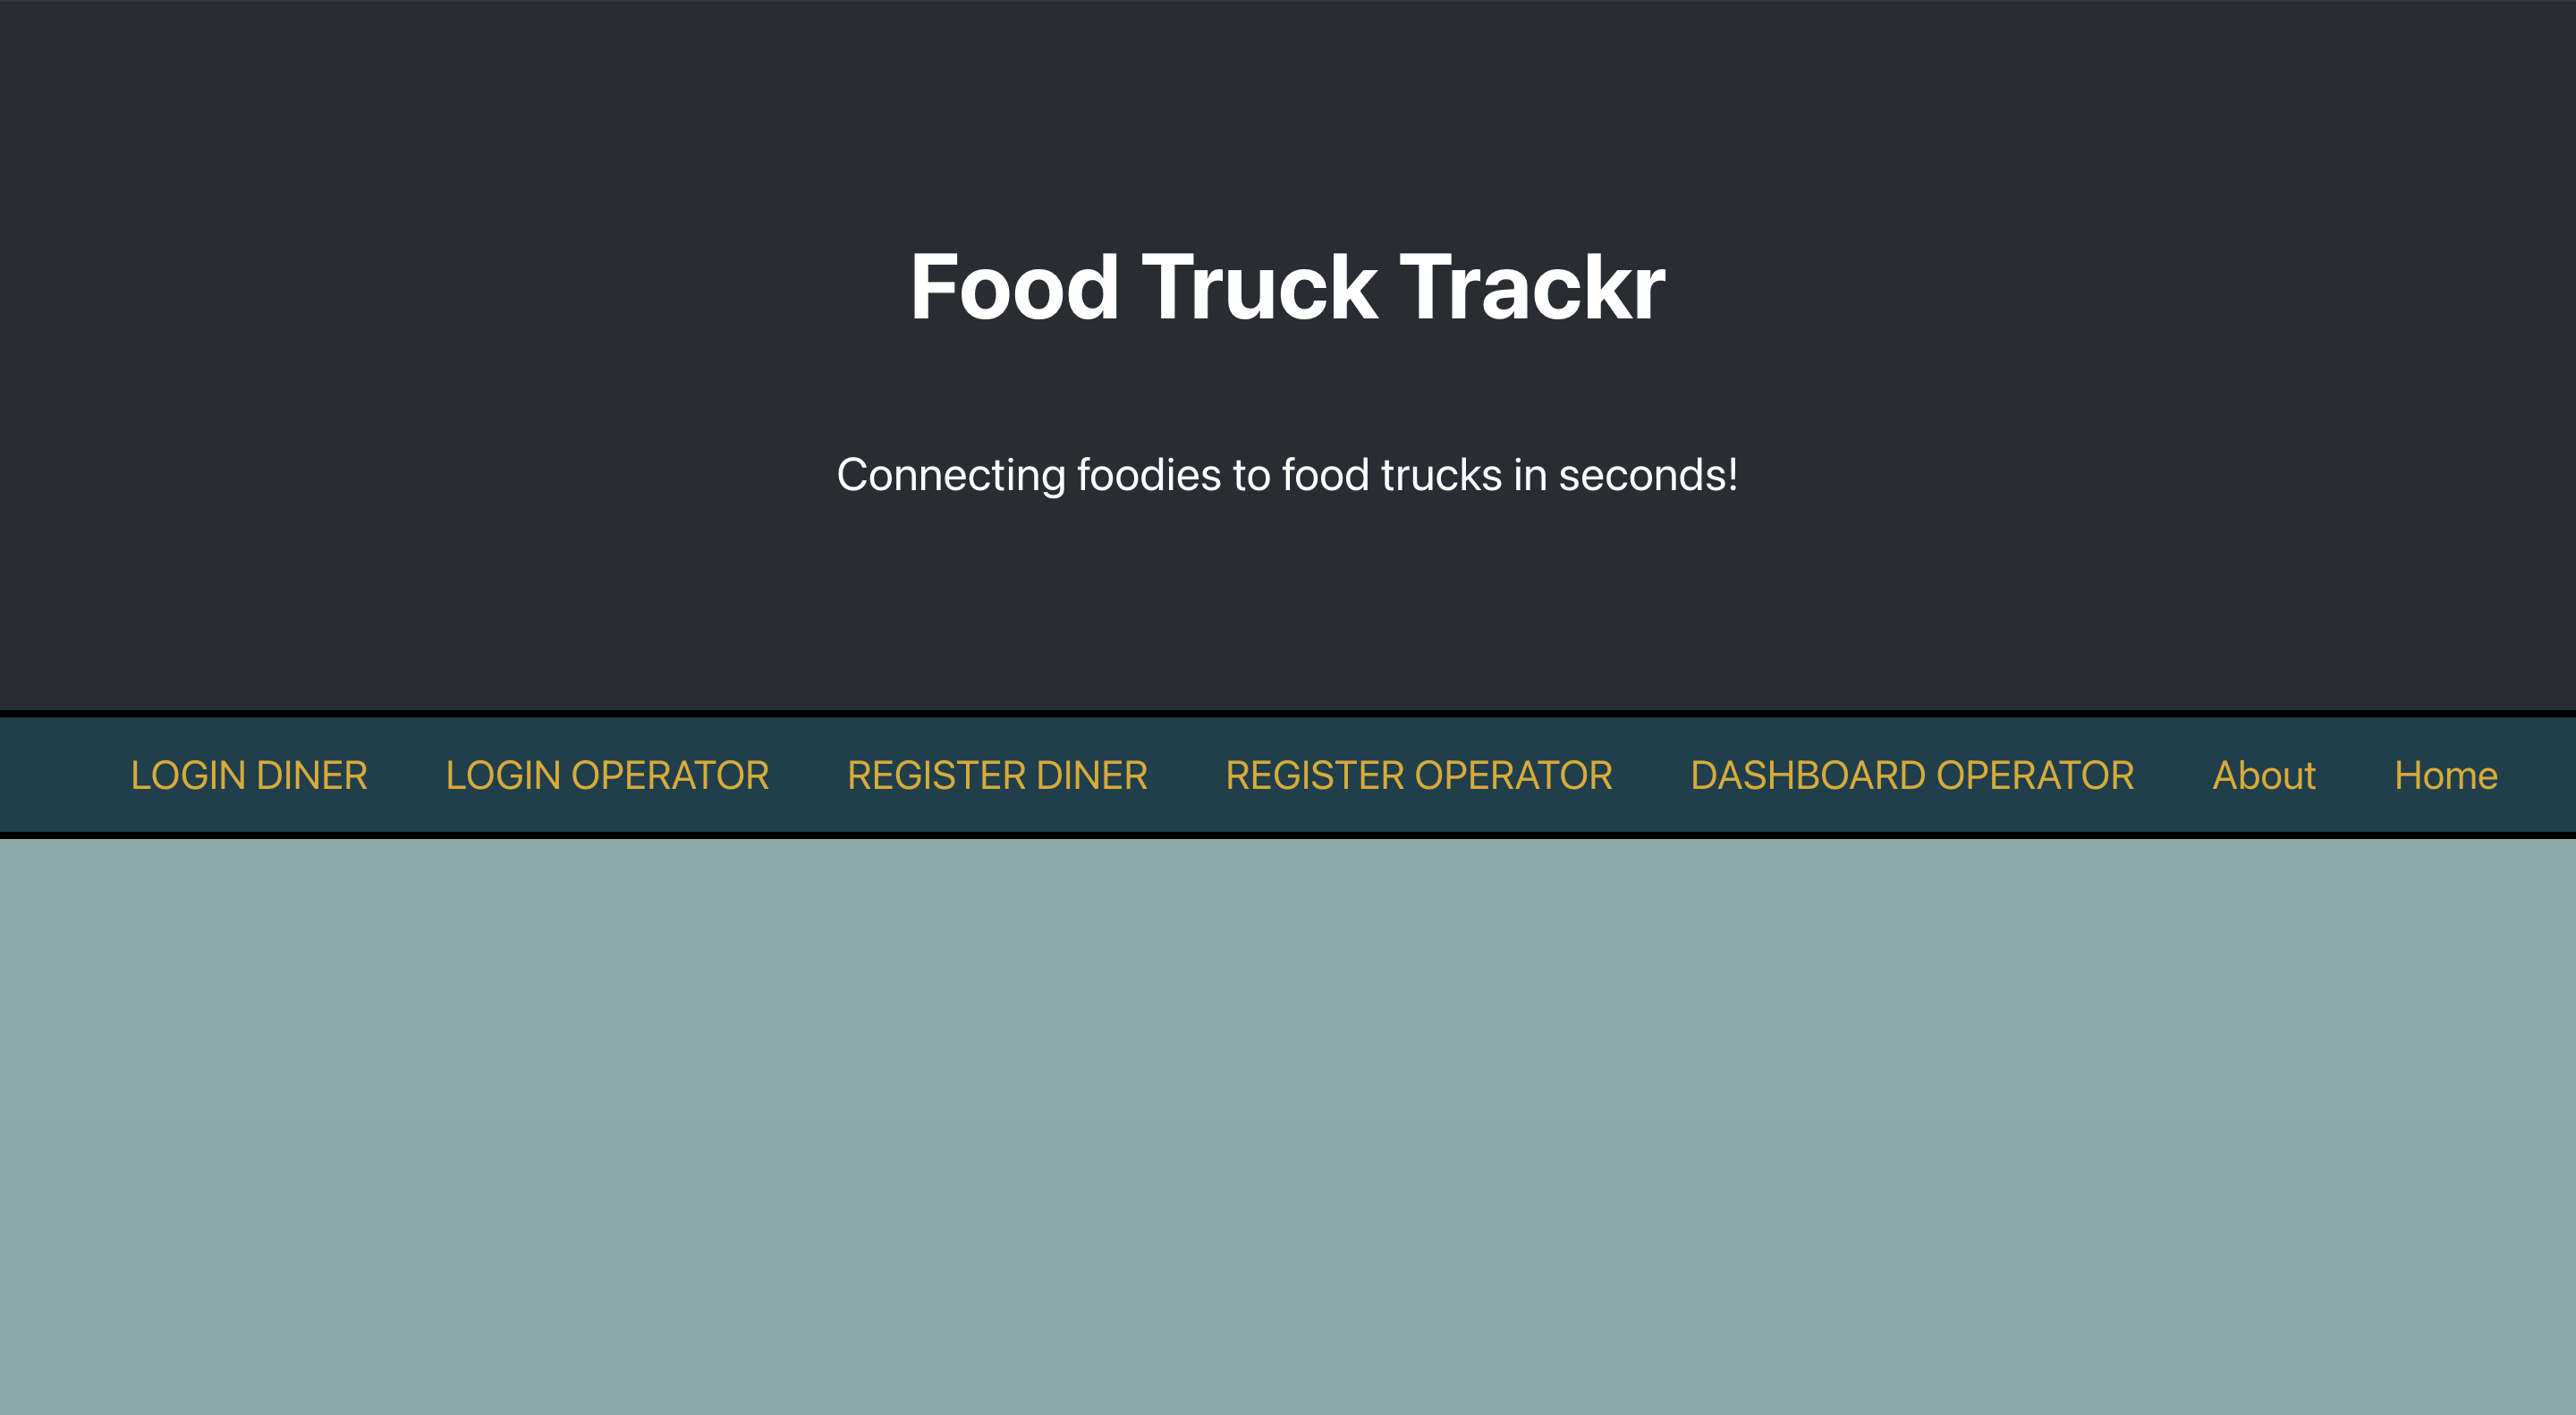 Food Truck Trackr
Connecting foodies to food trucks in seconds!
LOGIN DINER LOGIN OPERATOR REGISTER DINER REGISTER OPERATOR DASHBOARD OPERATOR About Home